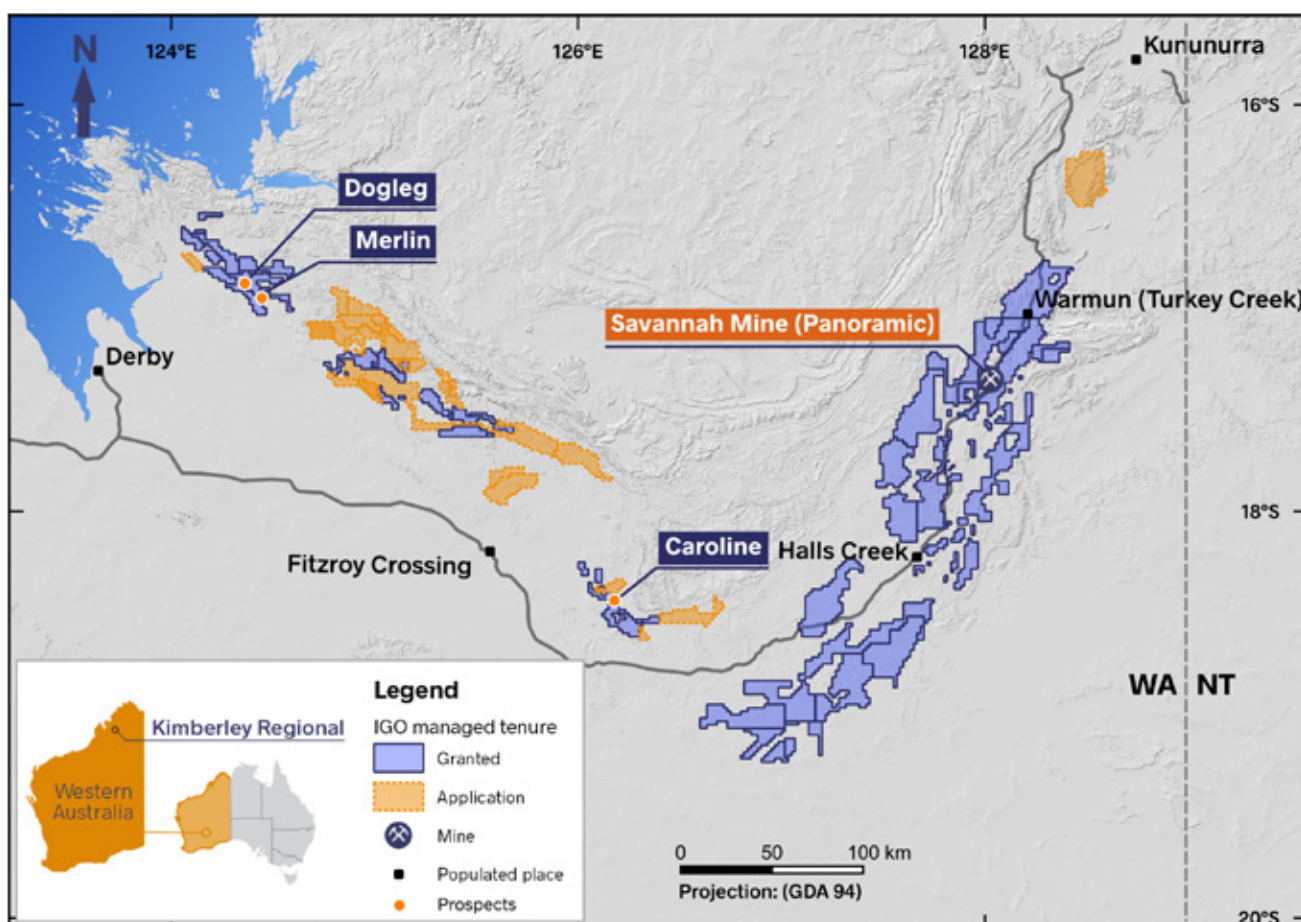 N
124°E
126°E
128°E
Kununurra
16°S
Dogleg
Merlin
Savannah Mine (Panoramic)
Warmun (Turkey Creek)
Derby
18°S
Fitzroy Crossing
Caroline
Halls Creek
WA NT
Kimberley Regional
Western
Australia
Legend
IGO managed tenure
Granted
Application
Mine
Populated place
Prospects
0 50 100 km
Projection: (GDA 94)
20°S